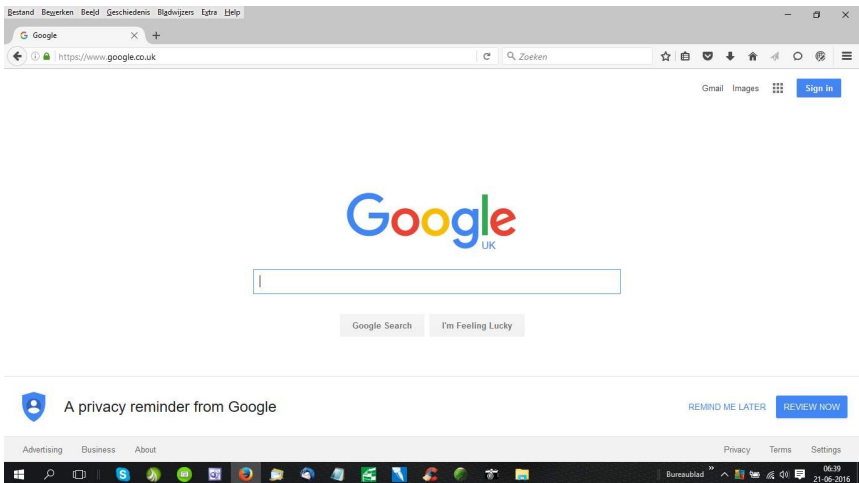 Bestand Bewerken Beeld Geschiedenis Bladwijzers Extra Help
Google
https://www.google.co.uk
Zoeken
Gmail Images Sign in
Google
UK
Google Search I'm Feeling Lucky
A privacy reminder from Google REMIND ME LATER REVIEW NOW
Advertising Business About Privacy Terms Settings
Bureaublad 06:39
21-06-2016